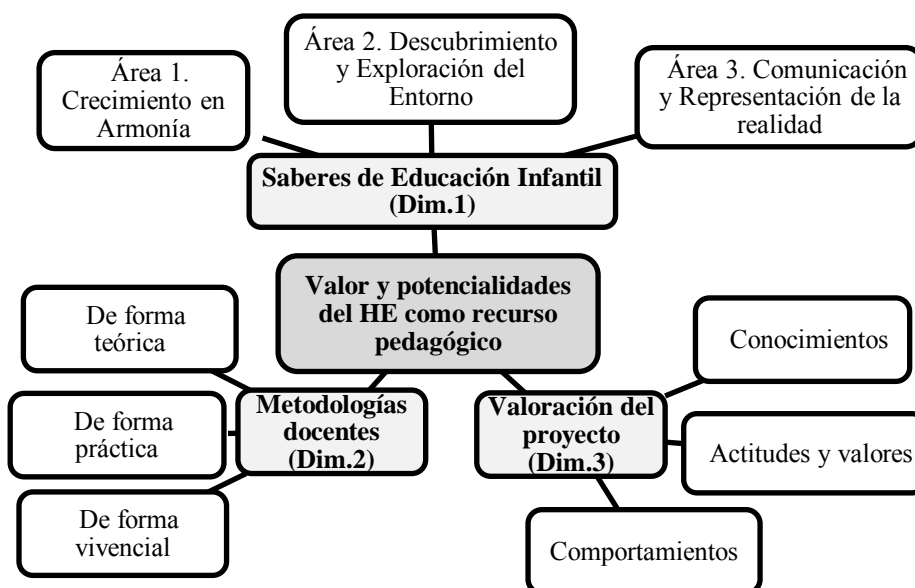 Área 1.
Crecimiento en
Armonía
Área 2. Descubrimiento
y Exploración del
Entorno
Área 3. Comunicación
y Representación de la
realidad
Saberes de Educación Infantil
(Dim.1)
Valor y potencialidades
del HE como recurso
pedagógico
De forma
teórica
De forma
práctica
De forma
vivencial
Metodologías
docentes
(Dim.2)
Valoración del
proyecto
(Dim.3)
Conocimientos
Actitudes y valores
Comportamientos